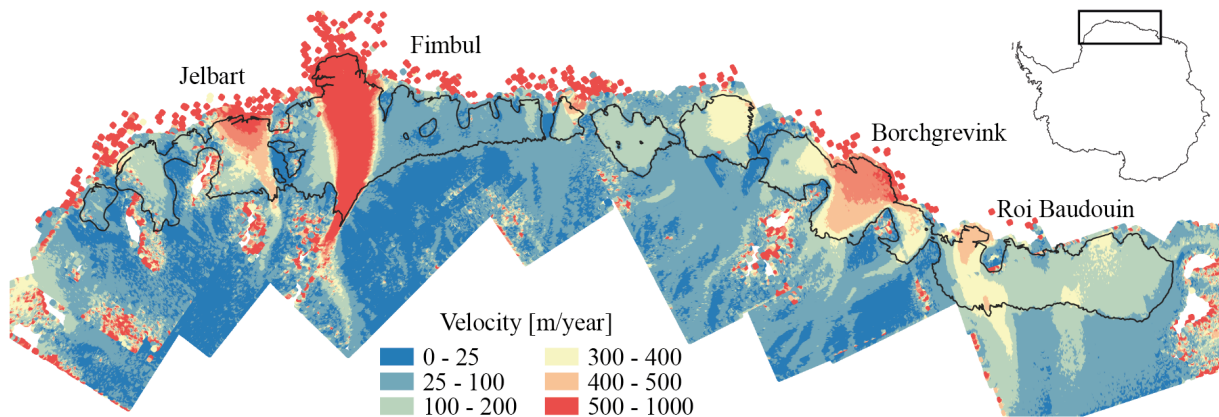 Fimbul
Jelbart
Borchgrevink
Roi Baudouin
Velocity [m/year]
0 - 25
300 - 400
25 - 100
400 - 500
100 - 200
500 - 1000